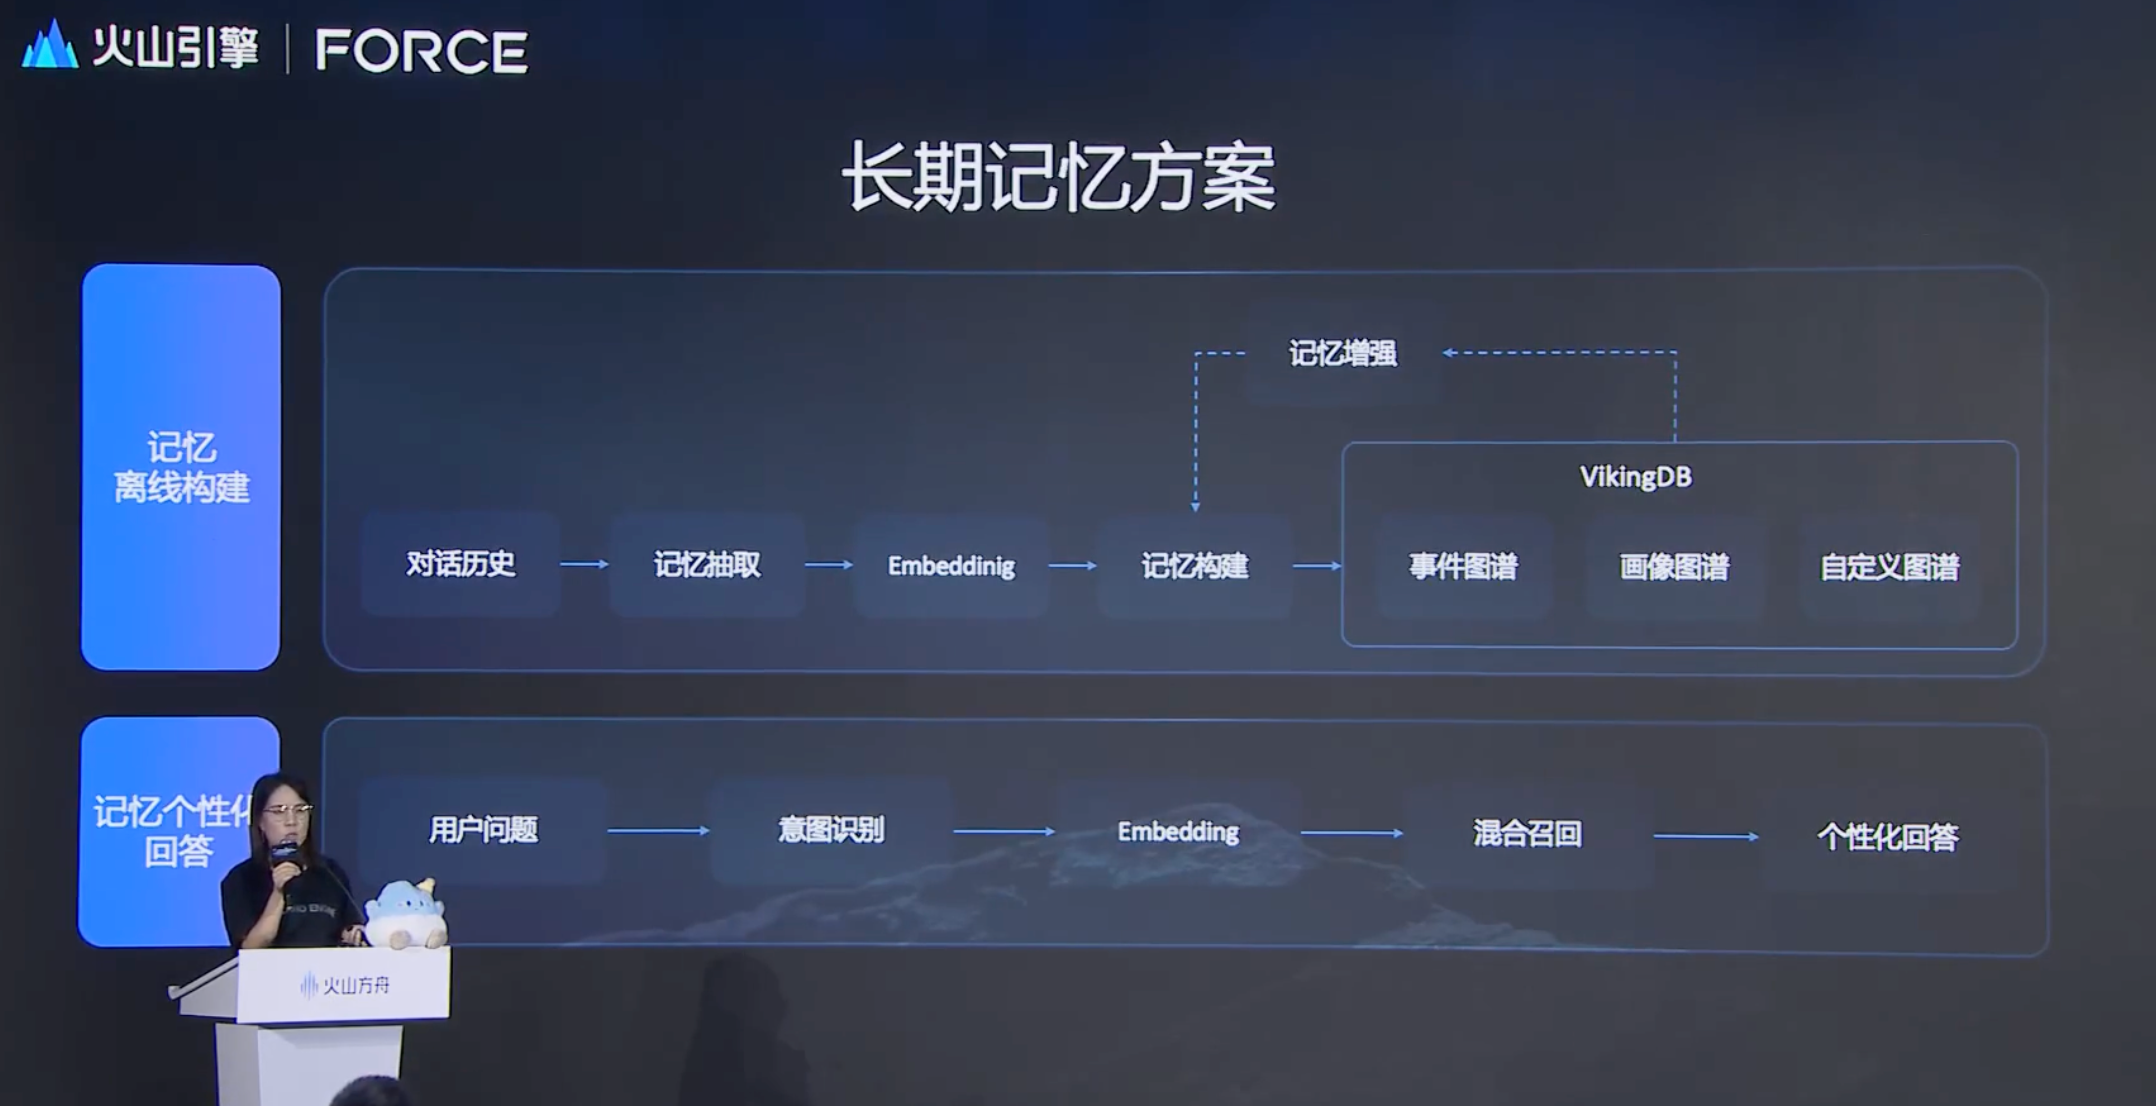 火山引擎 | FORCE
长期记忆方案
记忆
离线构建
记忆增强
VikingDB
对话历史
记忆抽取
Embeddinig
记忆构建
事件图谱
画像图谱
自定义图谱
记忆个性化
回答
用户问题
意图识别
Embedding
混合召回
个性化回答
火山方舟